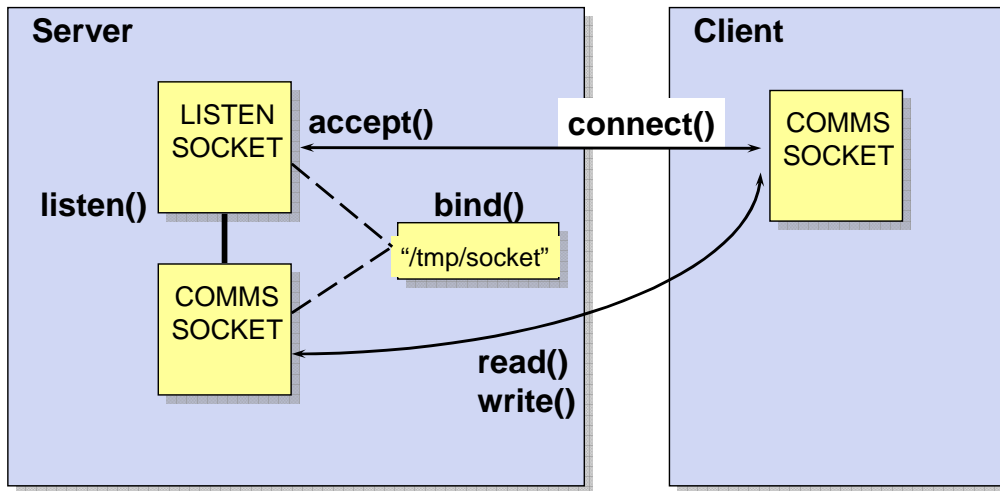 Server
LISTEN
SOCKET
accept()
listen()
bind()
“/tmp/socket”
COMMS
SOCKET
read()
write()
connect()
Client
COMMS
SOCKET